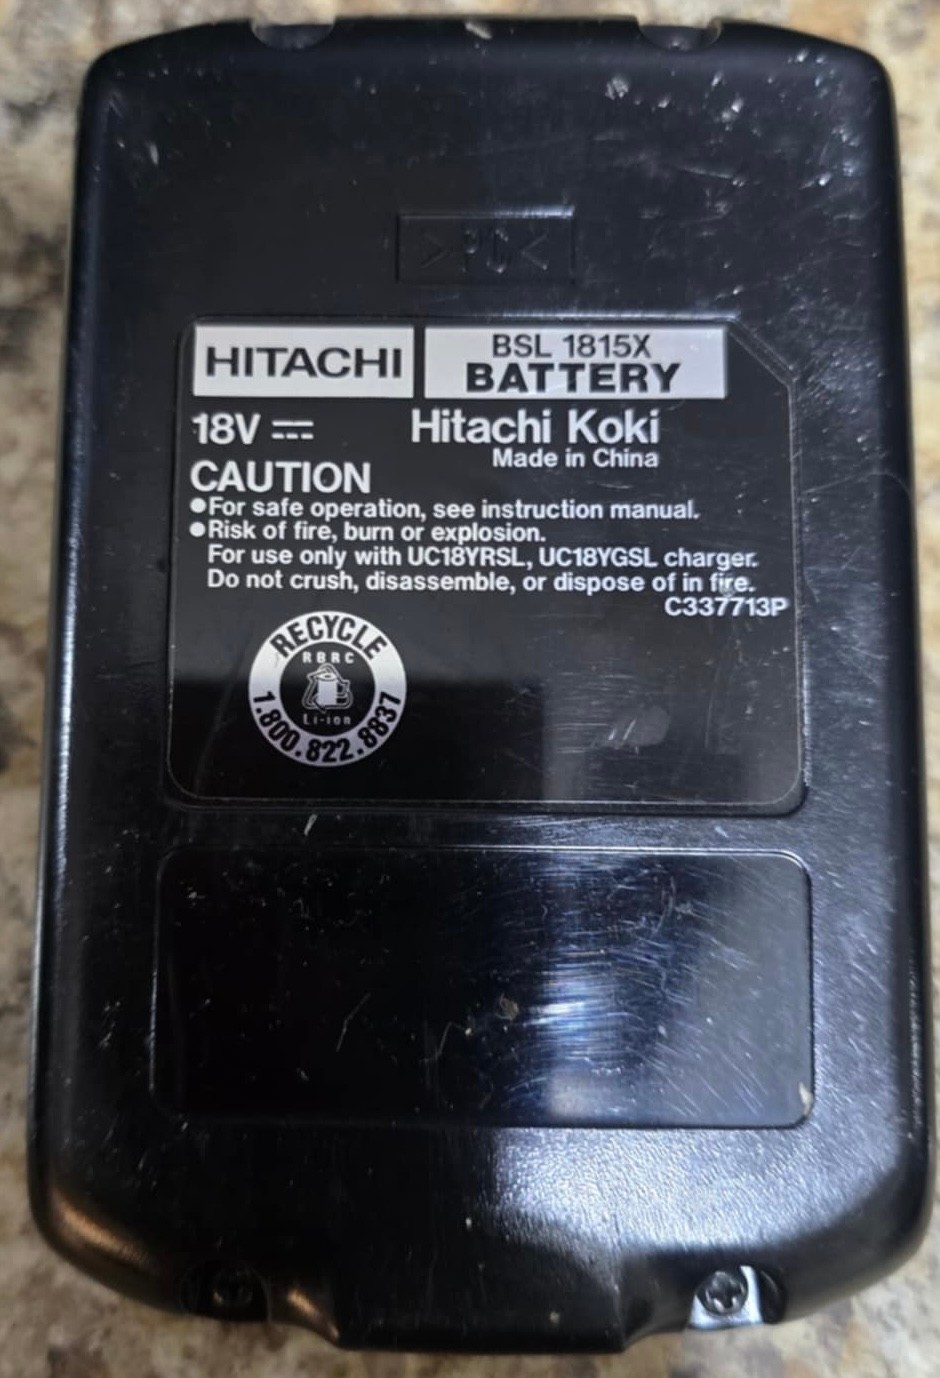 >PC<
HITACHI
BSL 1815X
BATTERY
18V
Hitachi Koki
Made in China
CAUTION
●For safe operation, see instruction manual.
●Risk of fire, burn or explosion.
For use only with UC18YRSL, UC18YGSL charger.
Do not crush, disassemble, or dispose of in fire.
C337713P
RECYCLE
RBRC
Li-ion
1.800.822.8837